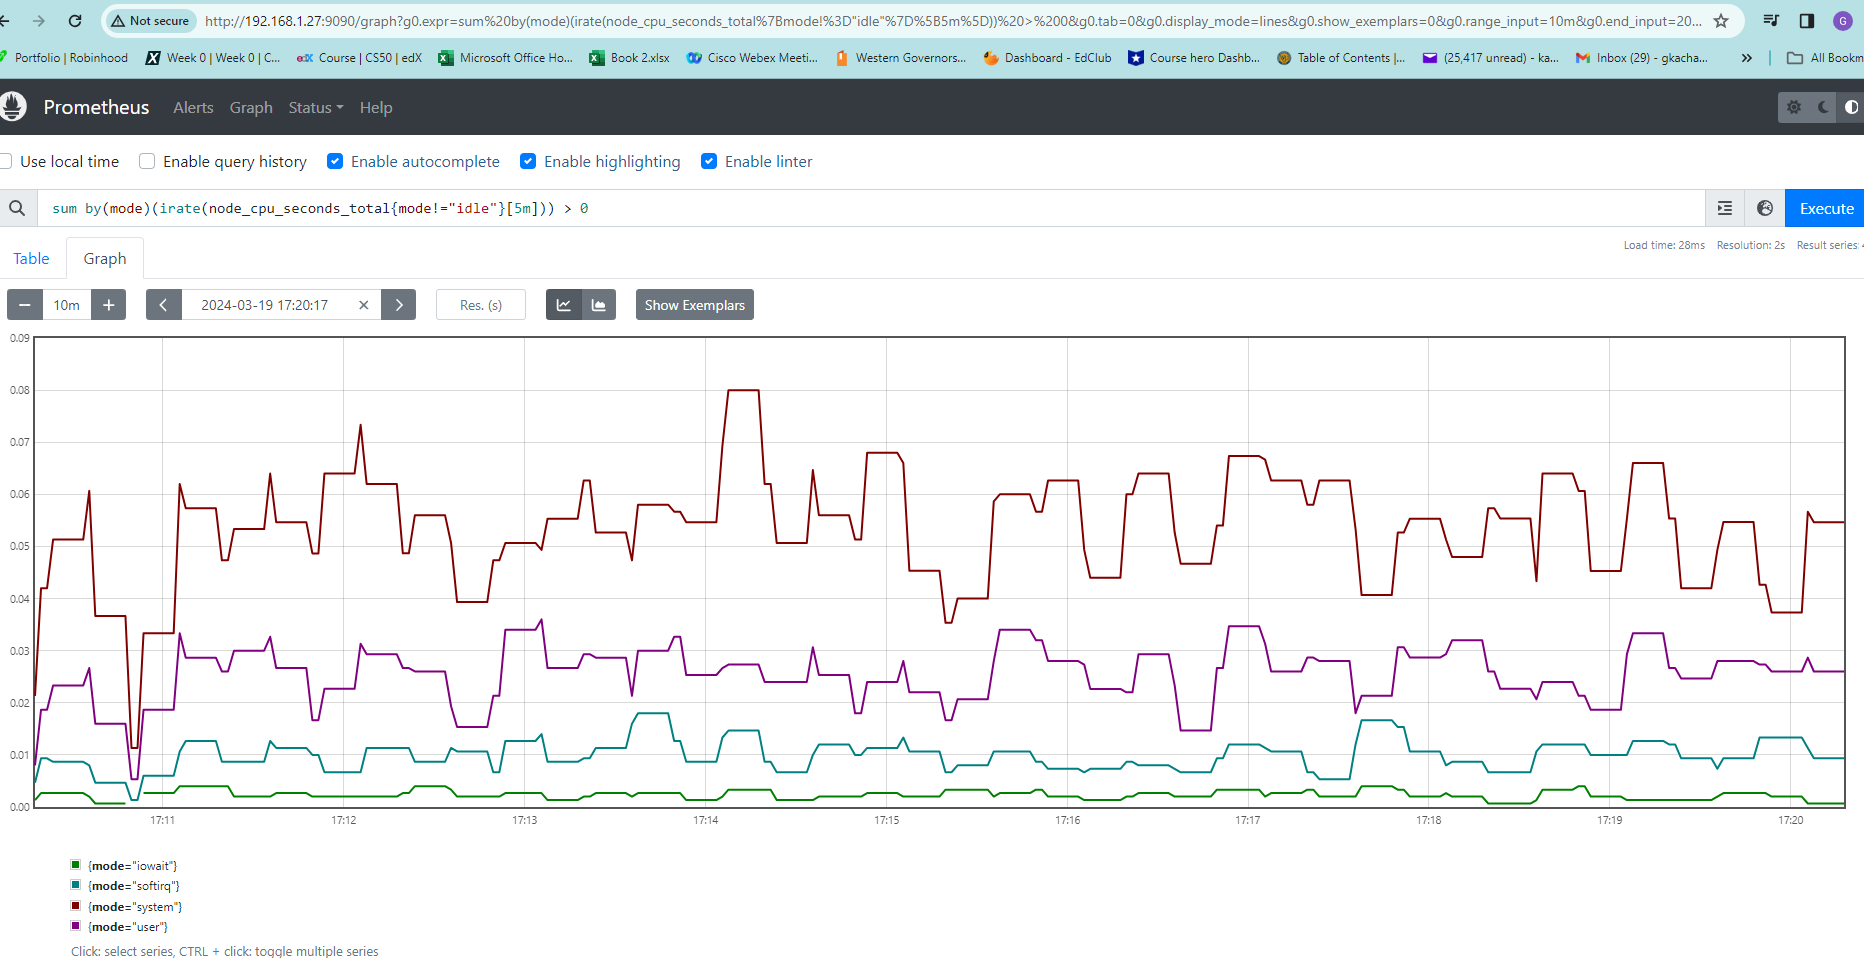 Not secure http://192.168.1.27:9090/graph?g0.expr=sum%20by(mode)(irate(node_cpu_seconds_total%7Bmode!%3D"idle"%7D%5B5m%5D))%20>%200&g0.tab=0&g0.display_mode=lines&g0.show_exemplars=0&g0.range_input=10m&g0.end_input=20... G
Portfolio | Robinhood Week 0 | Week 0 | C... edX Course | CS50 | edX Microsoft Office Ho... Book 2.xlsx Cisco Webex Meeti... Western Governors... Dashboard - EdClub Course hero Dashb... Table of Contents |... (25,417 unread) - ka... Inbox (29) - gkacha... » All Bookm
Prometheus Alerts Graph Status Help
Use local time Enable query history Enable autocomplete Enable highlighting Enable linter
sum by(mode)(irate(node_cpu_seconds_total{mode!="idle"}[5m])) > 0 Execute
Load time: 28ms Resolution: 2s Result series: 4
Table Graph
− 10m + 2024-03-19 17:20:17 × Res. (s) Show Exemplars
0.09
0.08
0.07
0.06
0.05
0.04
0.03
0.02
0.01
0.00
17:11 17:12 17:13 17:14 17:15 17:16 17:17 17:18 17:19 17:20
{mode="iowait"}
{mode="softirq"}
{mode="system"}
{mode="user"}
Click: select series, CTRL + click: toggle multiple series